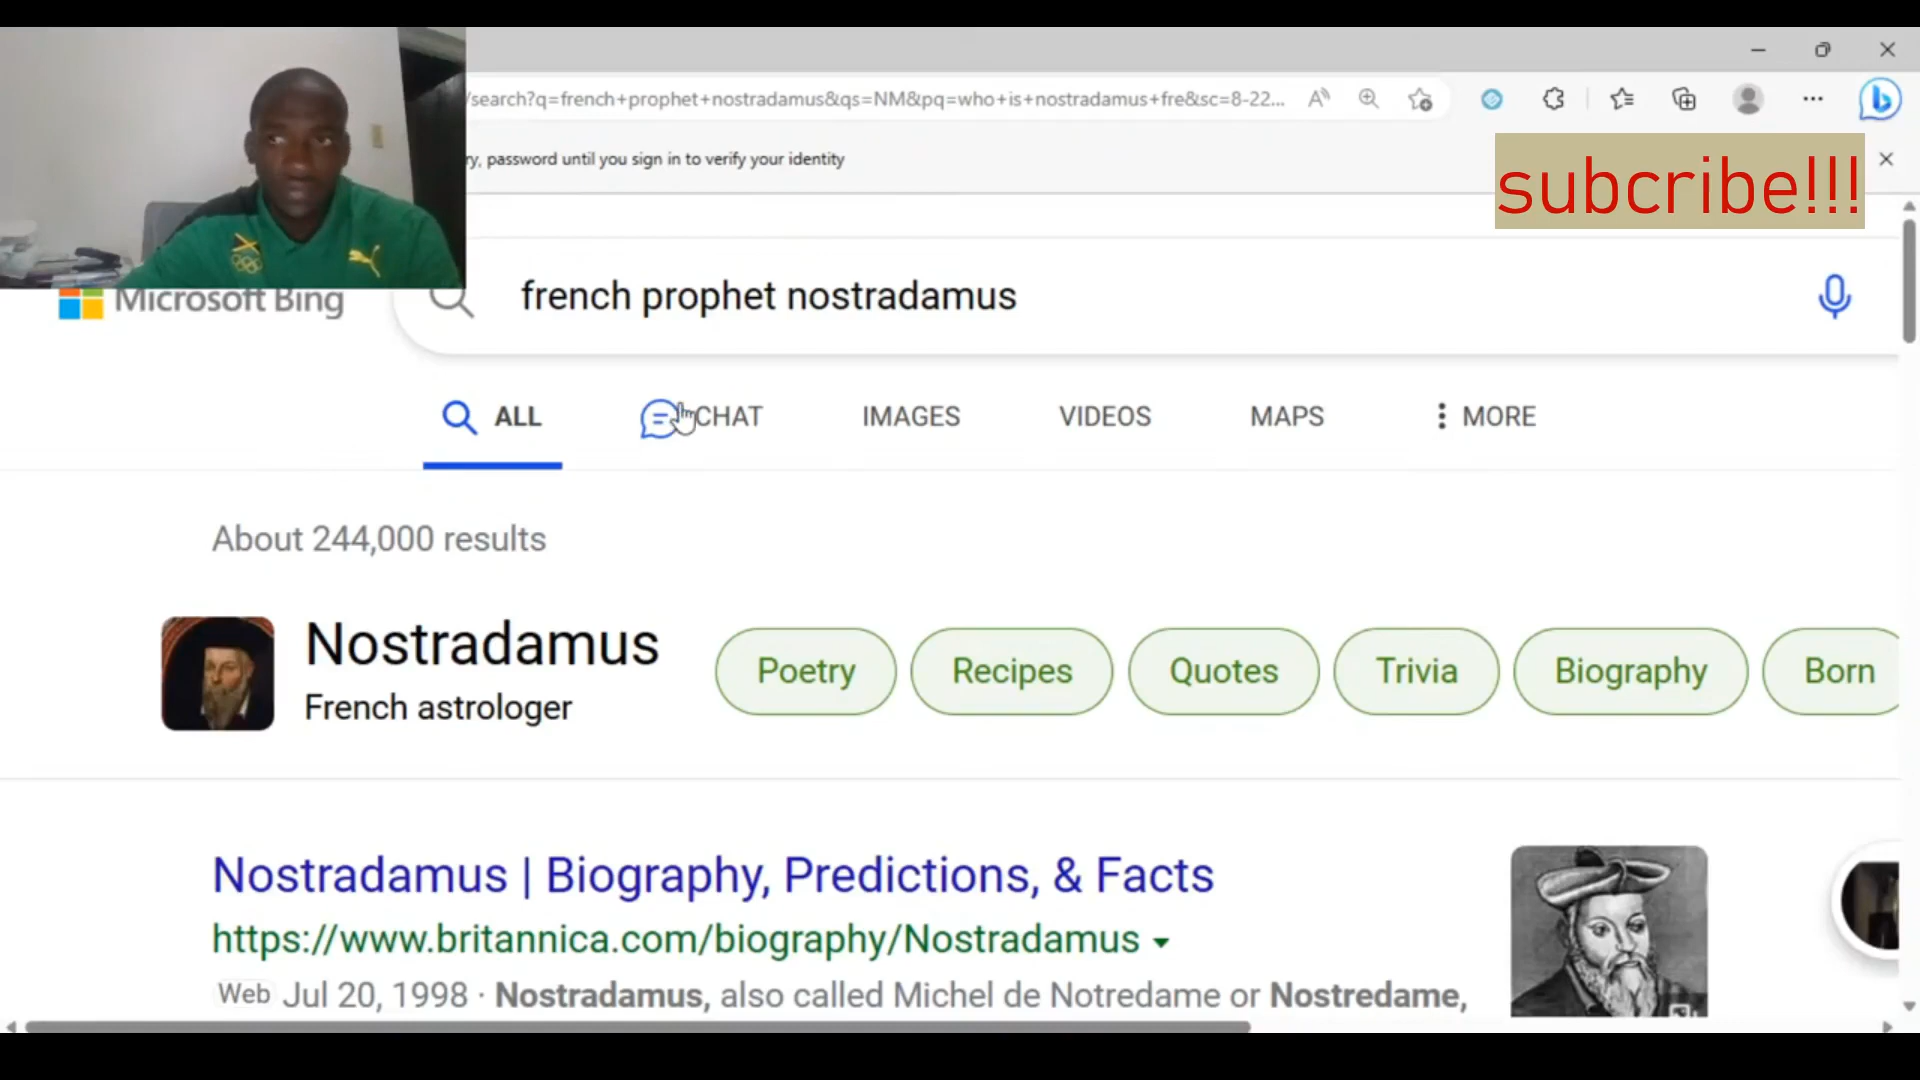 /search?q=french+prophet+nostradamus&qs=NM&pq=who+is+nostradamus+fre&sc=8-22...
ry, password until you sign in to verify your identity
subcribe!!!
Microsoft Bing
french prophet nostradamus
ALL
CHAT
IMAGES
VIDEOS
MAPS
MORE
About 244,000 results
Nostradamus
French astrologer
Poetry
Recipes
Quotes
Trivia
Biography
Born
Nostradamus | Biography, Predictions, & Facts
https://www.britannica.com/biography/Nostradamus
Web Jul 20, 1998 · Nostradamus, also called Michel de Notredame or Nostredame,